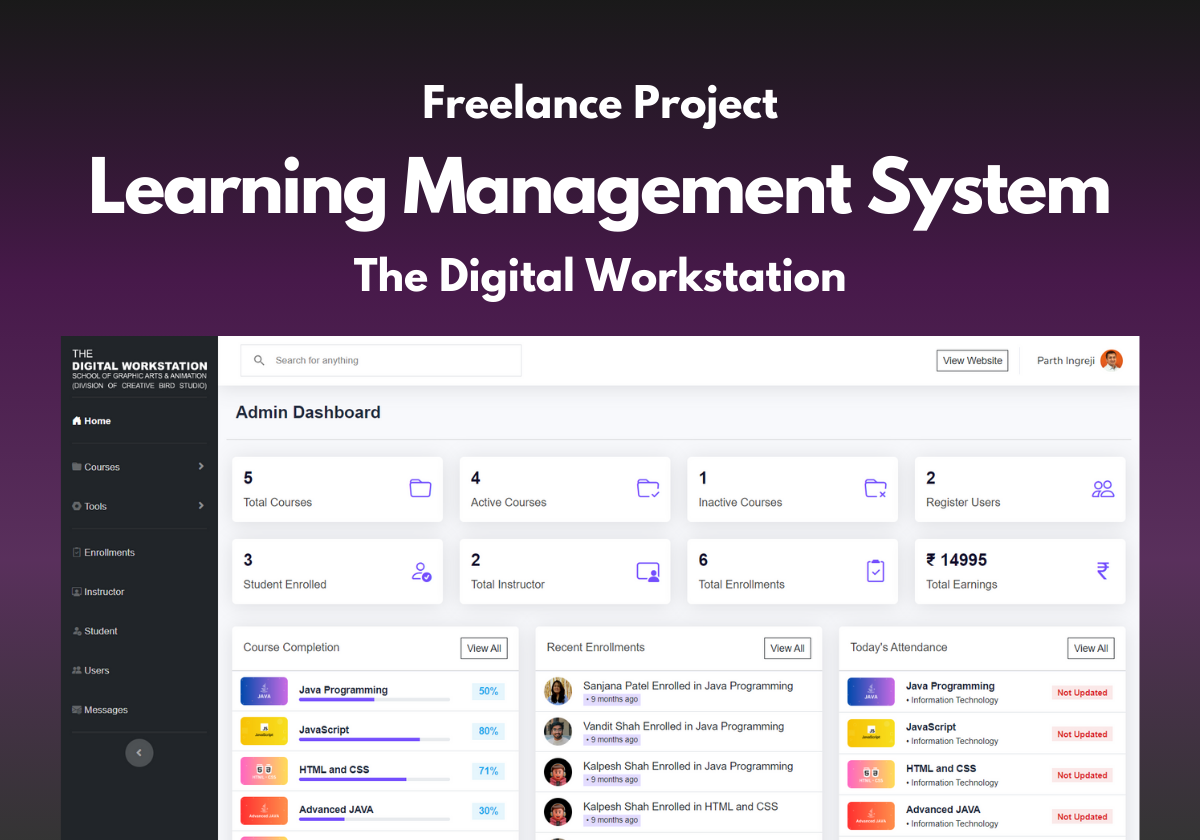 Freelance Project
Learning Management System
The Digital Workstation
THE
DIGITAL WORKSTATION
SCHOOL OF GRAPHIC ARTS & ANIMATION
(DIVISION OF CREATIVE BIRD STUDIO)
Home
Courses
Tools
Enrollments
Instructor
Student
Users
Messages
Search for anything
View Website
Parth Ingreji
Admin Dashboard
5
Total Courses
4
Active Courses
1
Inactive Courses
2
Register Users
3
Student Enrolled
2
Total Instructor
6
Total Enrollments
₹ 14995
Total Earnings
₹
Course Completion
View All
JAVA
Java Programming
50%
JS
JavaScript
JavaScript
80%
HTML - CSS
HTML and CSS
71%
Advanced JAVA
Advanced JAVA
30%
Recent Enrollments
View All
Sanjana Patel Enrolled in Java Programming
• 9 months ago
Vandit Shah Enrolled in Java Programming
• 9 months ago
Kalpesh Shah Enrolled in Java Programming
• 9 months ago
Kalpesh Shah Enrolled in HTML and CSS
• 9 months ago
Today's Attendance
View All
JAVA
Java Programming
• Information Technology
Not Updated
JS
JavaScript
JavaScript
• Information Technology
Not Updated
HTML - CSS
HTML and CSS
• Information Technology
Not Updated
Advanced JAVA
Advanced JAVA
• Information Technology
Not Updated